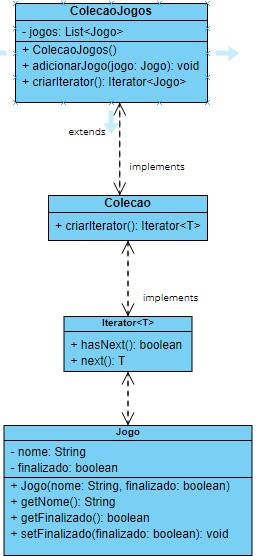 ColecaoJogos
- jogos: List<Jogo>
+ ColecaoJogos()
+ adicionarJogo(jogo: Jogo): void
+ criarIterator(): Iterator<Jogo>
extends
implements
Colecao
+ criarIterator(): Iterator<T>
implements
Iterator<T>
+ hasNext(): boolean
+ next(): T
Jogo
- nome: String
- finalizado: boolean
+ Jogo(nome: String, finalizado: boolean)
+ getNome(): String
+ getFinalizado(): boolean
+ setFinalizado(finalizado: boolean): void